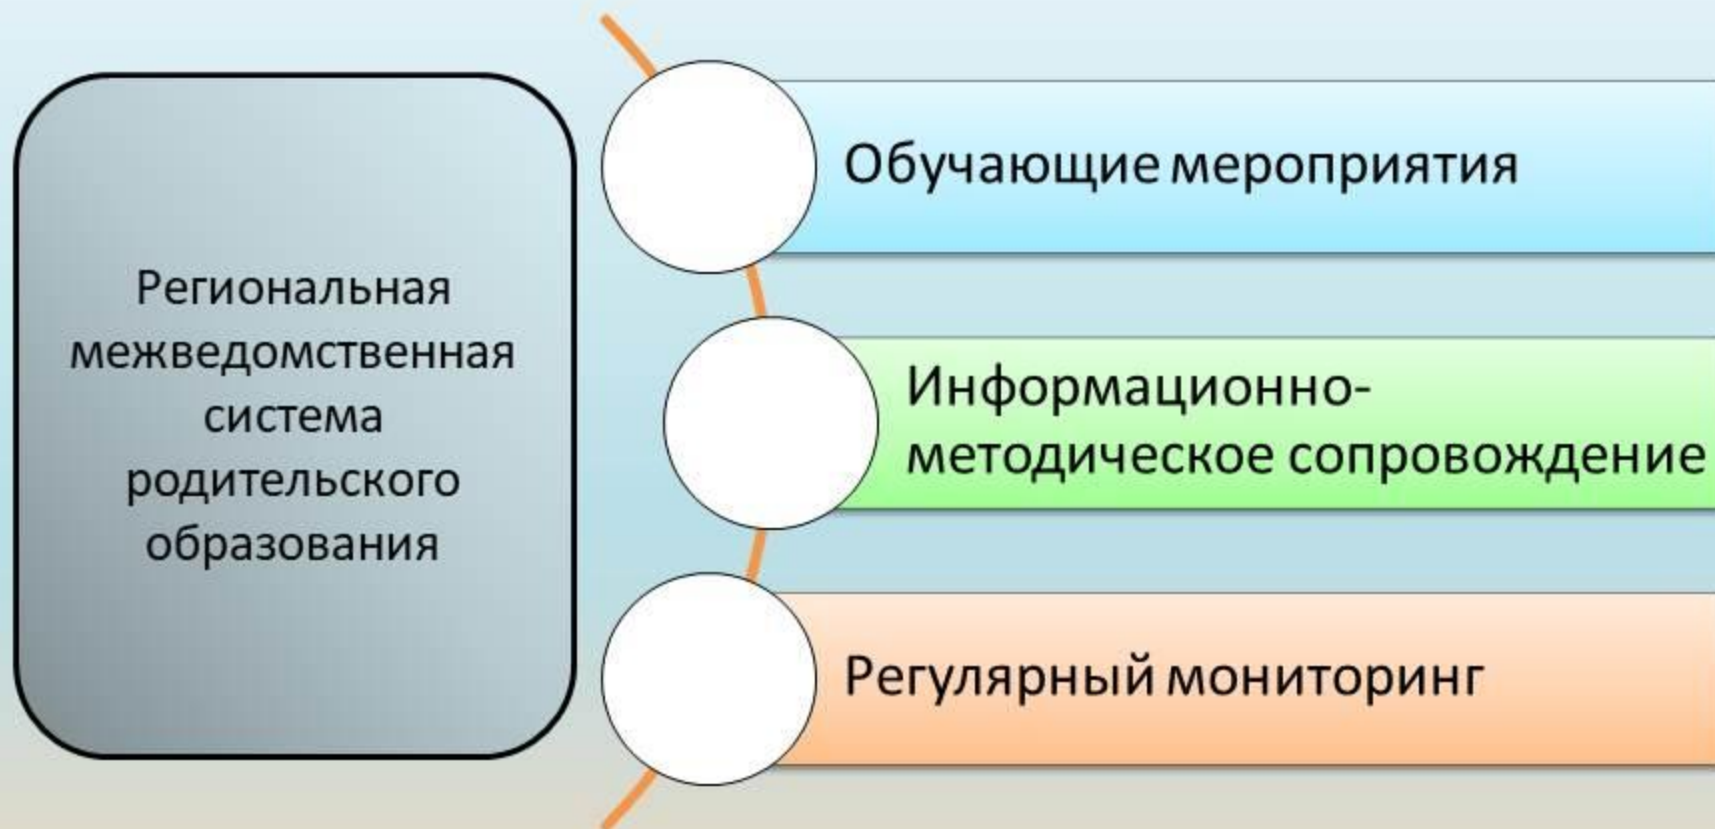 Региональная
межведомственная
система
родительского
образования
Обучающие мероприятия
Информационно-
методическое сопровождение
Регулярный мониторинг